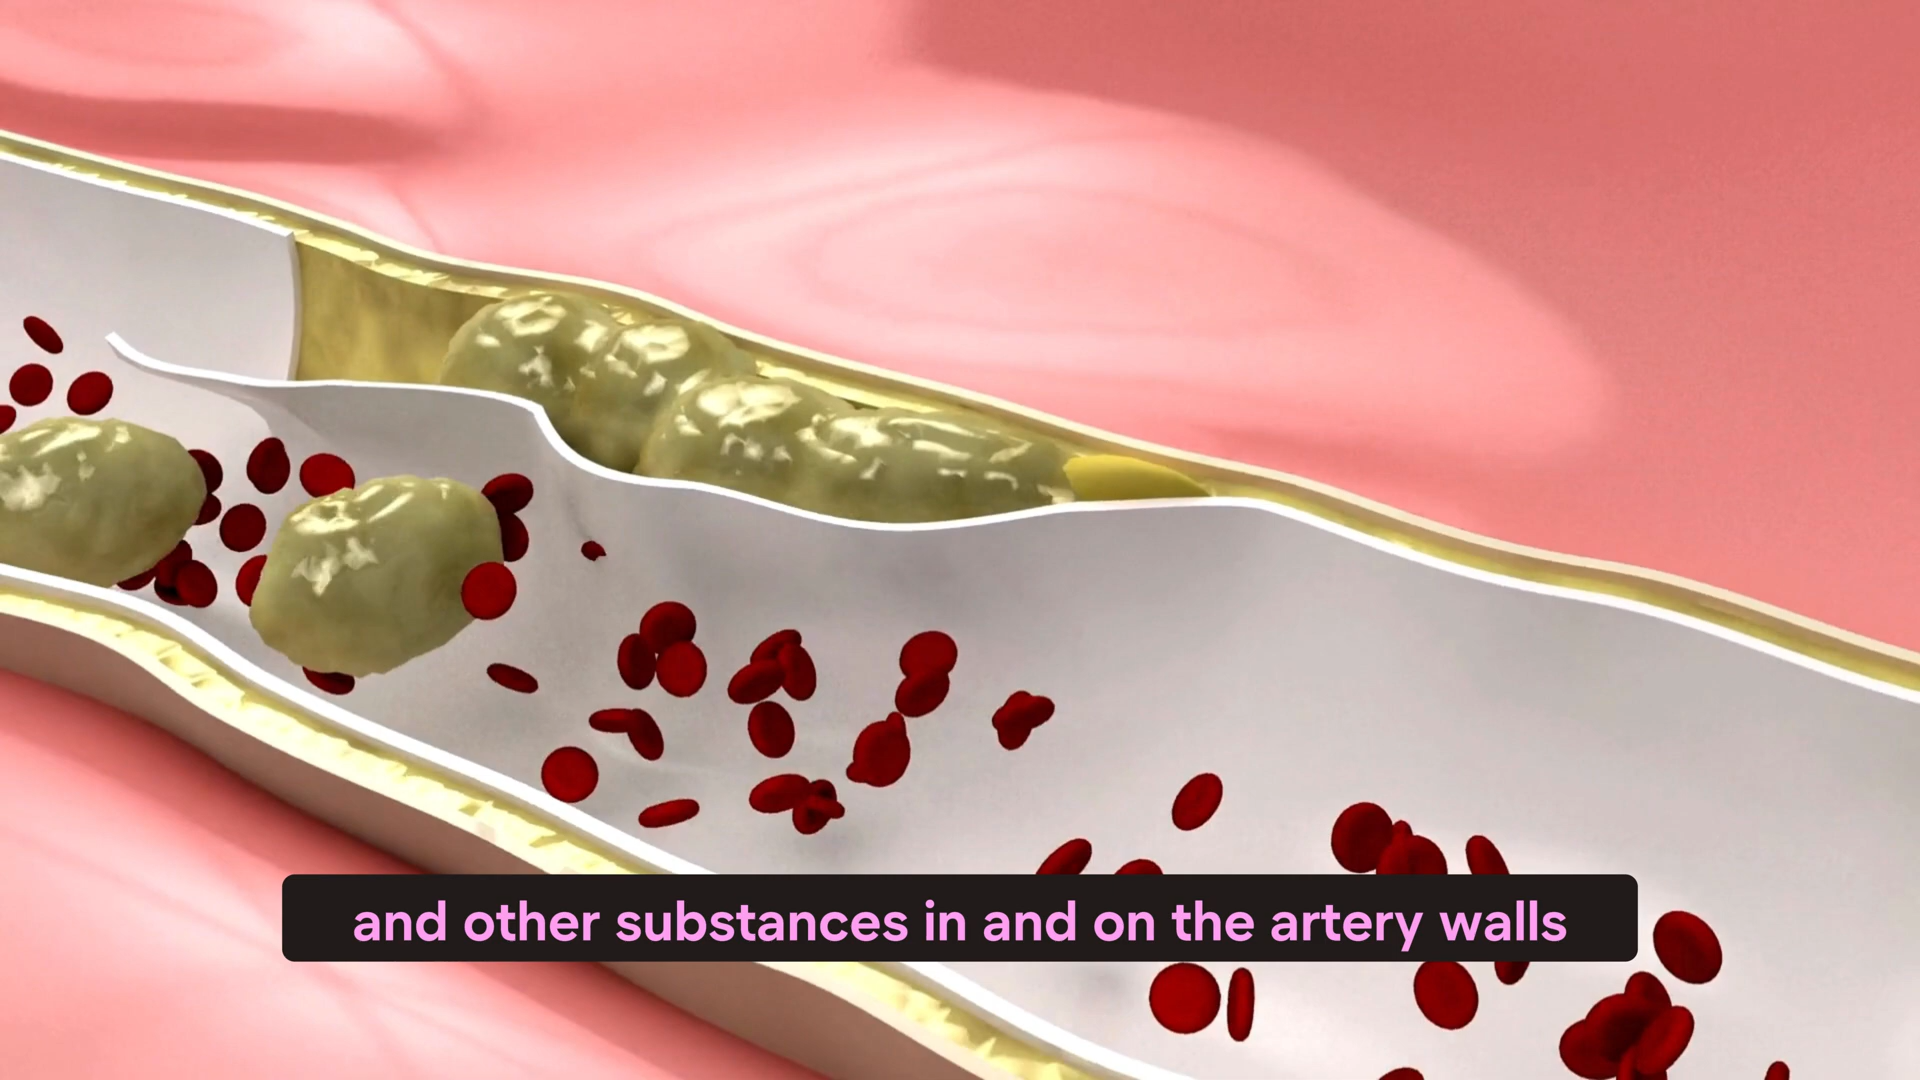 and other substances in and on the artery walls